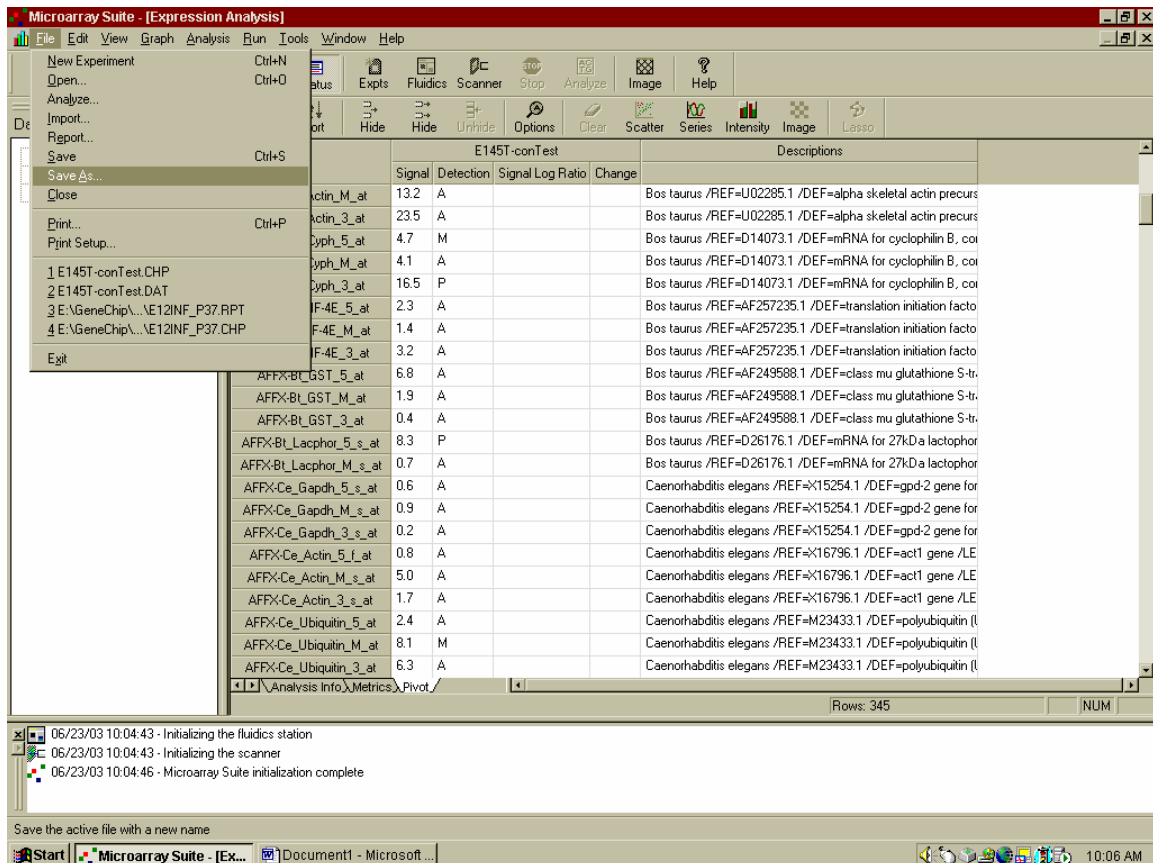 Microarray Suite - [Expression Analysis]
File Edit View Graph Analysis Run Tools Window Help
New Experiment Ctrl+N
Open... Ctrl+O
Analyze...
Import...
Report...
Save Ctrl+S
Save As...
Close
Print... Ctrl+P
Print Setup...
1 E145T-conTest.CHP
2 E145T-conTest.DAT
3 E:\GeneChip\...\E12INF_P37.RPT
4 E:\GeneChip\...\E12INF_P37.CHP
Exit
atus Expts Fluidics Scanner Stop Analyze Image Help
ort Hide Hide Unhide Options Clear Scatter Series Intensity Image Lasso
Da
E145T-conTest Descriptions
Signal Detection Signal Log Ratio Change
ctin_M_at 13.2 A Bos taurus /REF=U02285.1 /DEF=alpha skeletal actin precurs
ctin_3_at 23.5 A Bos taurus /REF=U02285.1 /DEF=alpha skeletal actin precurs
yph_5_at 4.7 M Bos taurus /REF=D14073.1 /DEF=mRNA for cyclophilin B, co
yph_M_at 4.1 A Bos taurus /REF=D14073.1 /DEF=mRNA for cyclophilin B, co
yph_3_at 16.5 P Bos taurus /REF=D14073.1 /DEF=mRNA for cyclophilin B, co
F-4E_5_at 2.3 A Bos taurus /REF=AF257235.1 /DEF=translation initiation facto
F-4E_M_at 1.4 A Bos taurus /REF=AF257235.1 /DEF=translation initiation facto
IF-4E_3_at 3.2 A Bos taurus /REF=AF257235.1 /DEF=translation initiation facto
AFFX-Bt_GST_5_at 6.8 A Bos taurus /REF=AF249588.1 /DEF=class mu glutathione S-tr
AFFX-Bt_GST_M_at 1.9 A Bos taurus /REF=AF249588.1 /DEF=class mu glutathione S-tr
AFFX-Bt_GST_3_at 0.4 A Bos taurus /REF=AF249588.1 /DEF=class mu glutathione S-tr
AFFX-Bt_Lacphor_5_s_at 8.3 P Bos taurus /REF=D26176.1 /DEF=mRNA for 27kDa lactophor
AFFX-Bt_Lacphor_M_s_at 0.7 A Bos taurus /REF=D26176.1 /DEF=mRNA for 27kDa lactophor
AFFX-Ce_Gapdh_5_s_at 0.6 A Caenorhabditis elegans /REF=X15254.1 /DEF=gpd-2 gene for
AFFX-Ce_Gapdh_M_s_at 0.9 A Caenorhabditis elegans /REF=X15254.1 /DEF=gpd-2 gene for
AFFX-Ce_Gapdh_3_s_at 0.2 A Caenorhabditis elegans /REF=X15254.1 /DEF=gpd-2 gene for
AFFX-Ce_Actin_5_f_at 0.8 A Caenorhabditis elegans /REF=X16796.1 /DEF=act1 gene /LE
AFFX-Ce_Actin_M_s_at 5.0 A Caenorhabditis elegans /REF=X16796.1 /DEF=act1 gene /LE
AFFX-Ce_Actin_3_s_at 1.7 A Caenorhabditis elegans /REF=X16796.1 /DEF=act1 gene /LE
AFFX-Ce_Ubiquitin_5_at 2.4 A Caenorhabditis elegans /REF=M23433.1 /DEF=polyubiquitin (U
AFFX-Ce_Ubiquitin_M_at 8.1 M Caenorhabditis elegans /REF=M23433.1 /DEF=polyubiquitin (U
AFFX-Ce_Ubiquitin_3_at 6.3 A Caenorhabditis elegans /REF=M23433.1 /DEF=polyubiquitin (U
Analysis Info Metrics Pivot
Rows: 345 NUM
06/23/03 10:04:43 - Initializing the fluidics station
06/23/03 10:04:43 - Initializing the scanner
06/23/03 10:04:46 - Microarray Suite initialization complete
Save the active file with a new name
Start Microarray Suite - [Ex... Document1 - Microsoft ... 10:06 AM